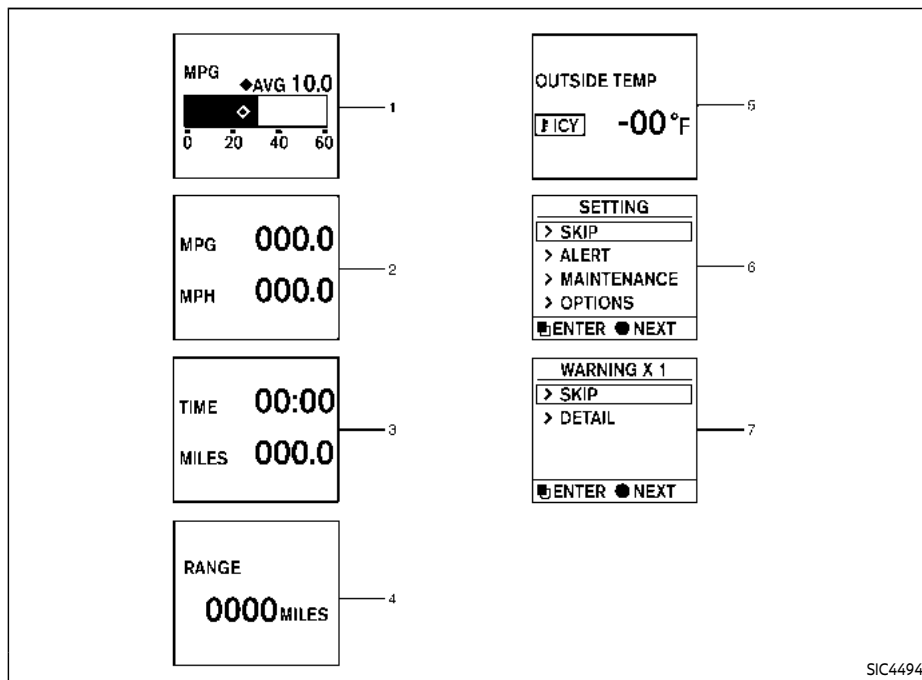 MPG
◆AVG 10.0
0 20 40 60
1
MPG 000.0
MPH 000.0
2
TIME 00:00
MILES 000.0
3
RANGE
0000 MILES
4
OUTSIDE TEMP
ICY -00°F
5
SETTING
> SKIP
> ALERT
> MAINTENANCE
> OPTIONS
ENTER ● NEXT
6
WARNING X 1
> SKIP
> DETAIL
ENTER ● NEXT
7
SIC4494